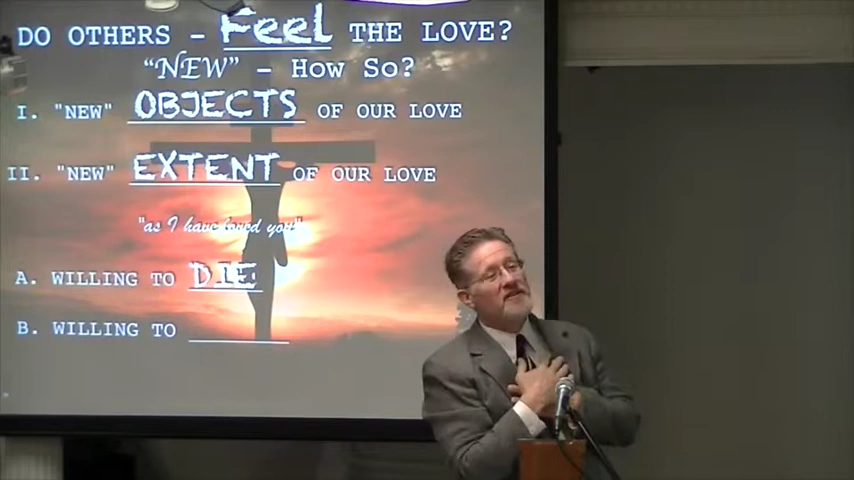 DO OTHERS - Feel THE LOVE?
"NEW" - How So?
I. "NEW" OBJECTS OF OUR LOVE
II. "NEW" EXTENT OF OUR LOVE
"as I have loved you"
A. WILLING TO DIE
B. WILLING TO